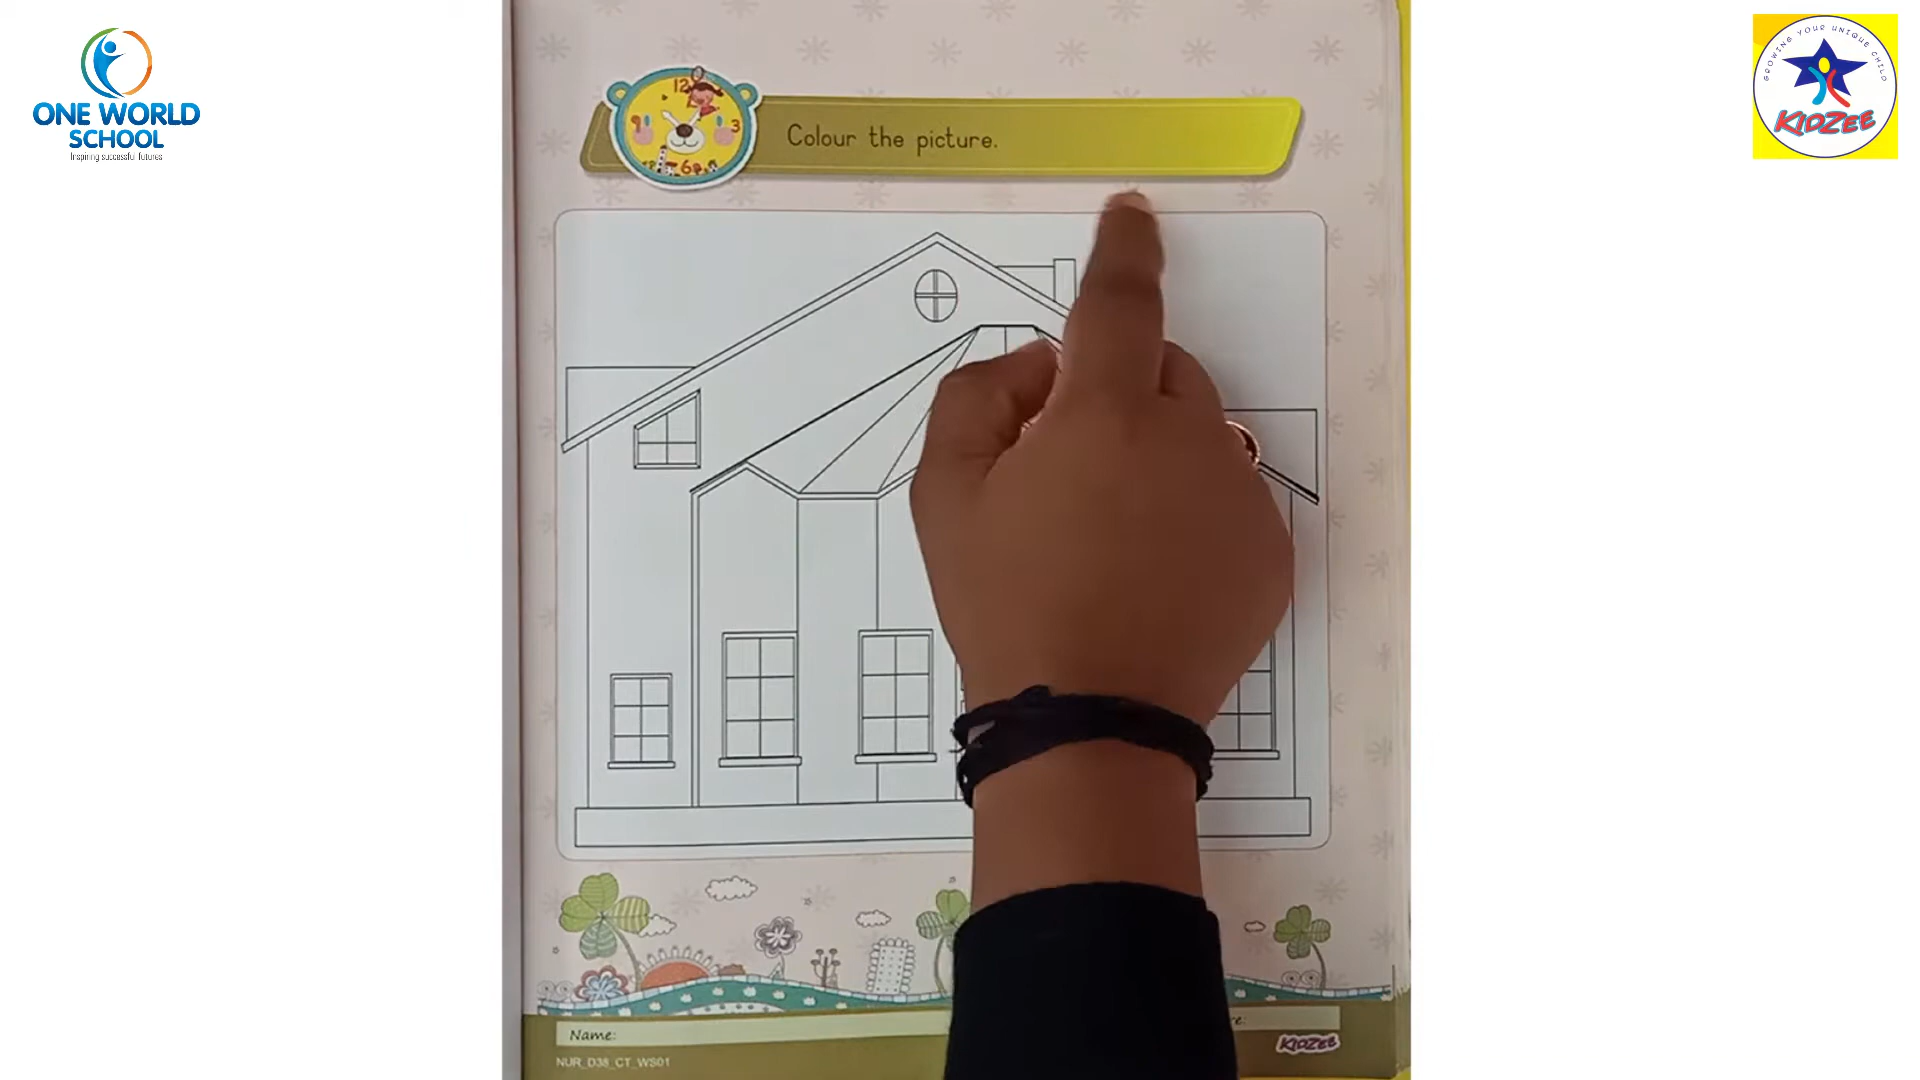 ONE WORLD
SCHOOL
Inspiring successful futures
GROWING YOUR UNIQUE CHILD
KIDZEE
12
9
3
6
Colour the picture.
Name:
re:
KIDZEE
NUR_D38_CT_WS01